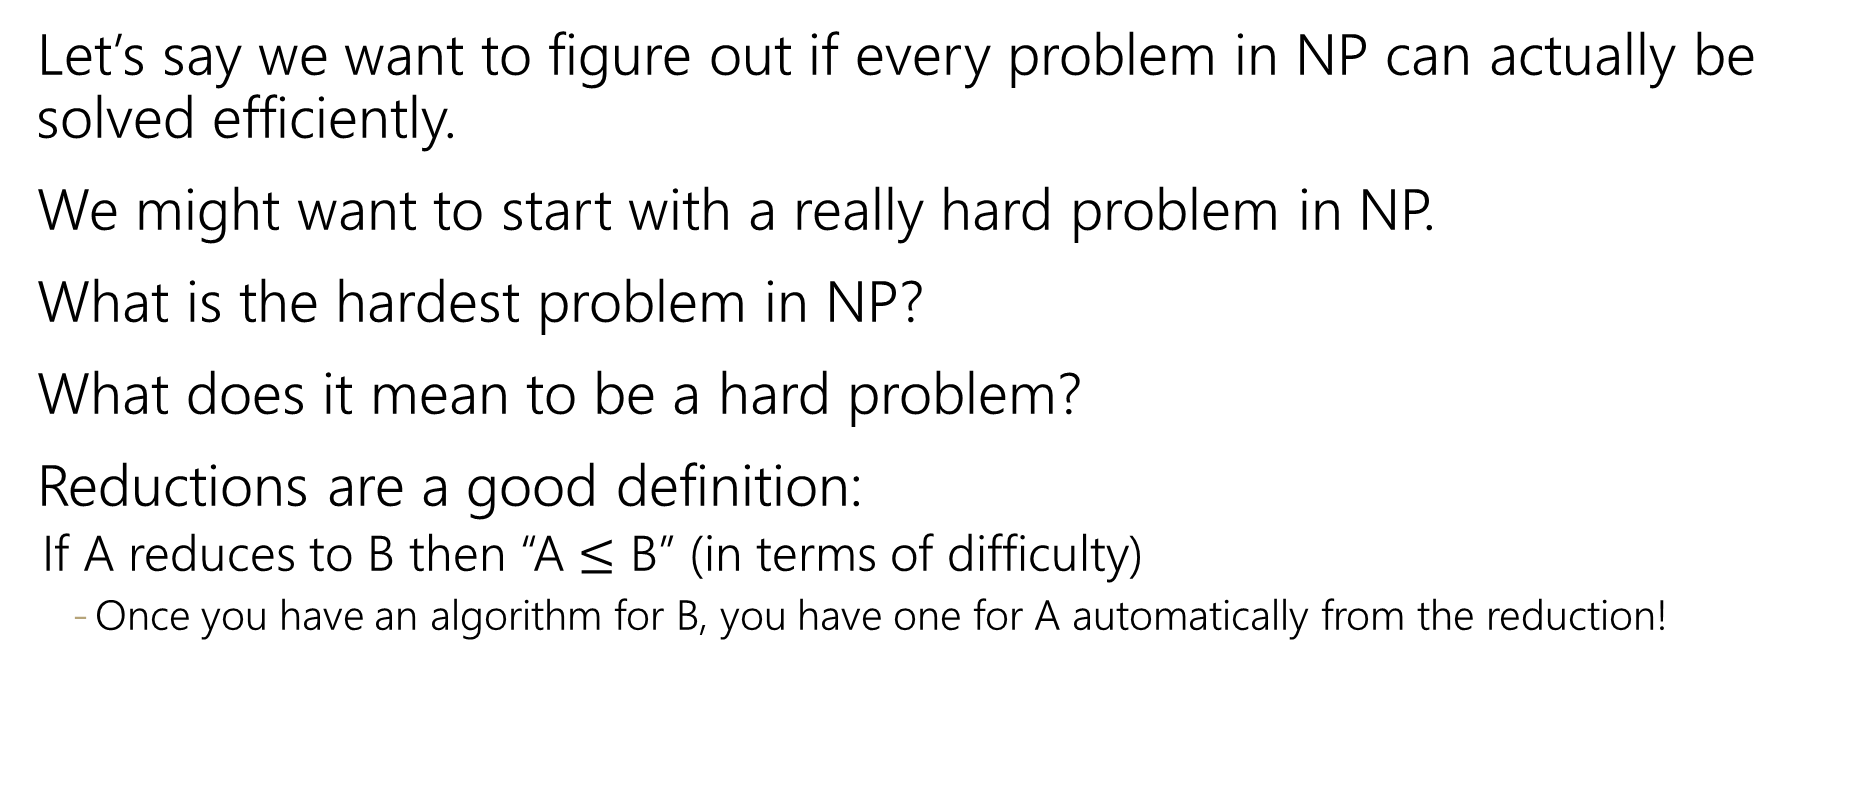 Let’s say we want to figure out if every problem in NP can actually be
solved efficiently.
We might want to start with a really hard problem in NP.
What is the hardest problem in NP?
What does it mean to be a hard problem?
Reductions are a good definition:
If A reduces to B then “A ≤ B” (in terms of difficulty)
- Once you have an algorithm for B, you have one for A automatically from the reduction!